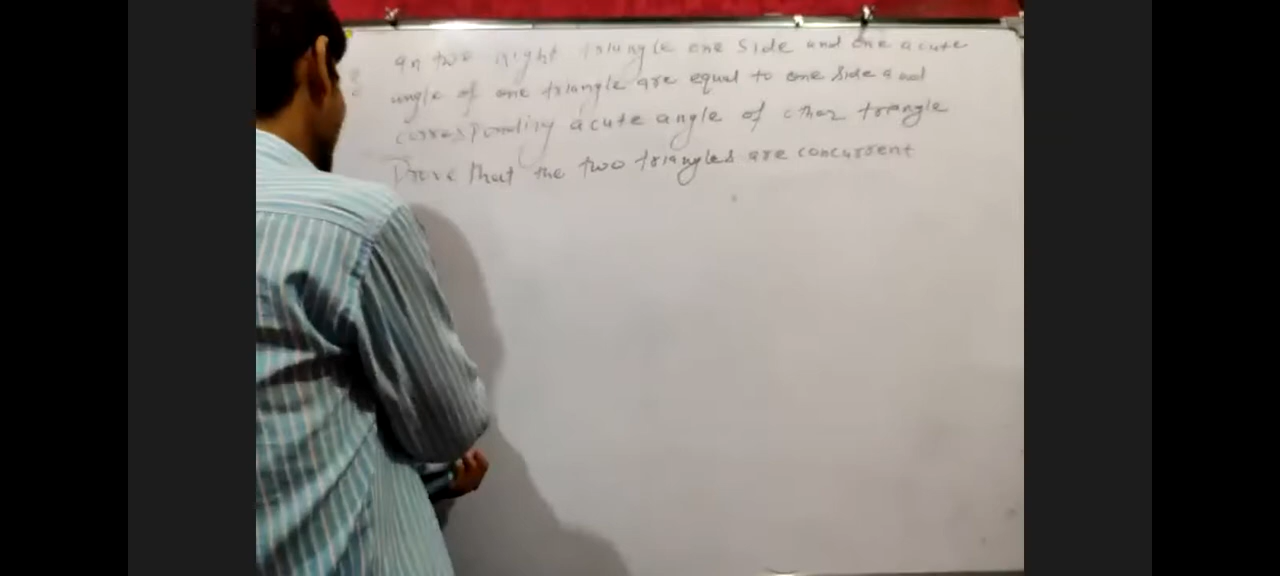 In two right triangle one side and one acute
angle of one triangle are equal to one side and
corresponding acute angle of other triangle
Prove that the two triangles are concurrent